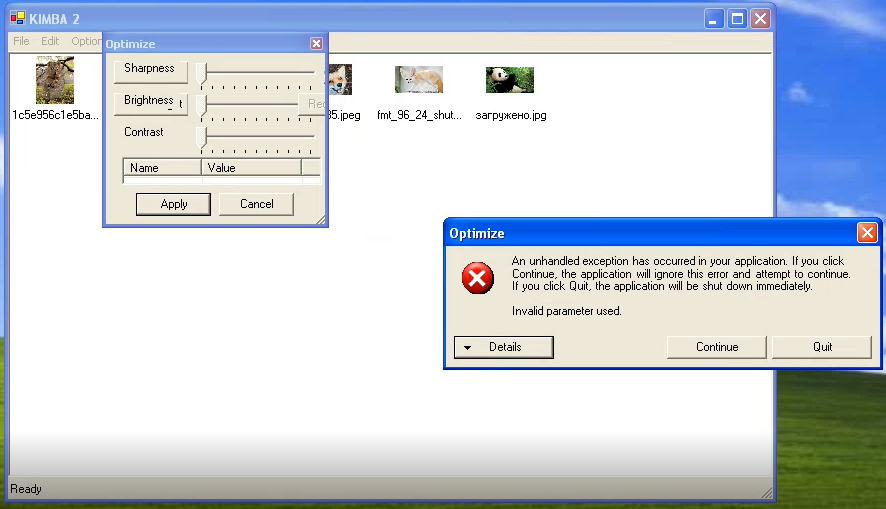 KIMBA 2
File Edit Option
Optimize
Sharpness
Brightness t
Rec
Contrast
Name Value
Apply Cancel
1c5e956c1e5ba... 35.jpeg fmt_96_24_shut... загружено.jpg
Optimize
An unhandled exception has occurred in your application. If you click
Continue, the application will ignore this error and attempt to continue.
If you click Quit, the application will be shut down immediately.
Invalid parameter used.
Details Continue Quit
Ready